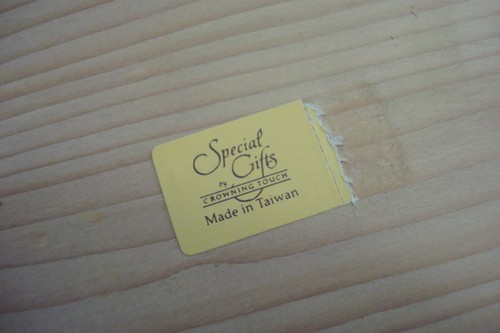 Special
Gifts
by
CROWNING TOUCH
Made in Taiwan